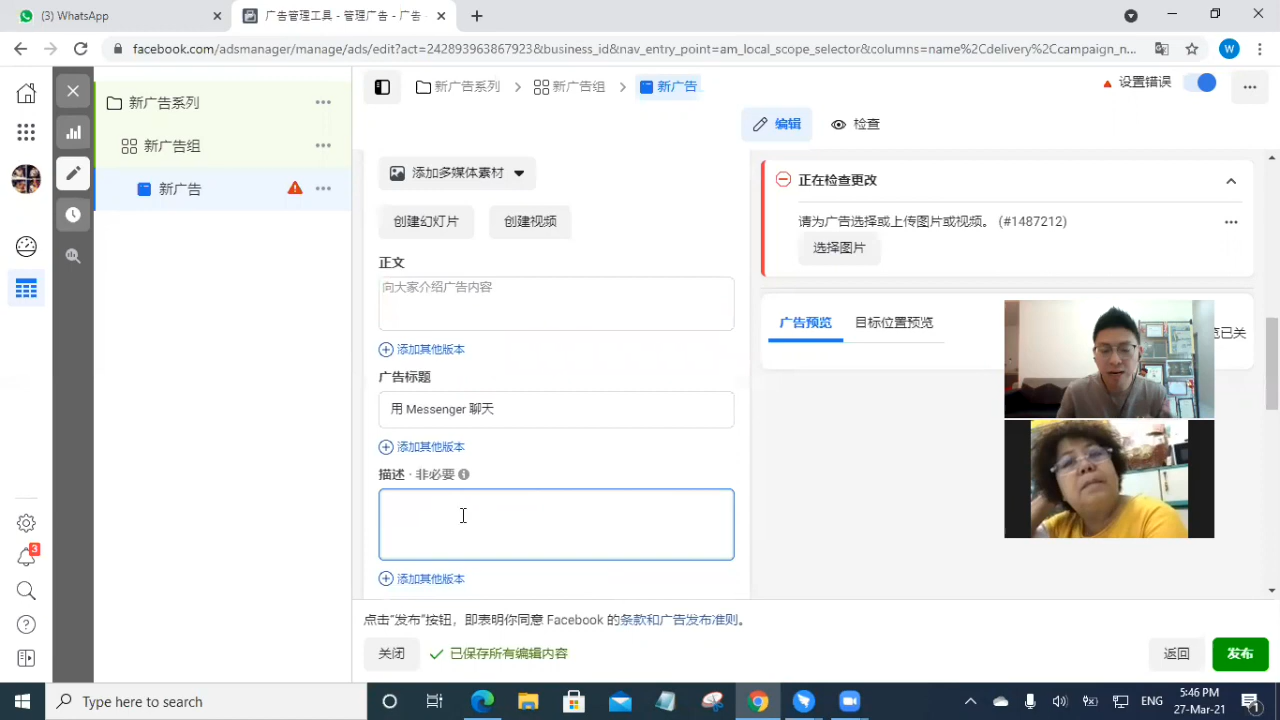 (3) WhatsApp
广告管理工具 - 管理广告 - 广告
facebook.com/adsmanager/manage/ads/edit?act=242893963867923&business_id&nav_entry_point=am_local_scope_selector&columns=name%2Cdelivery%2Ccampaign_n...
W
新广告系列
新广告组
新广告
新广告系列
新广告组
新广告
设置错误
编辑
检查
添加多媒体素材
创建幻灯片
创建视频
正文
向大家介绍广告内容
添加其他版本
广告标题
用 Messenger 聊天
添加其他版本
描述 · 非必要
添加其他版本
正在检查更改
请为广告选择或上传图片或视频。 (#1487212)
选择图片
广告预览
目标位置预览
已关
3
点击“发布”按钮，即表明你同意 Facebook 的条款和广告发布准则。
关闭
已保存所有编辑内容
返回
发布
Type here to search
ENG
5:46 PM
27-Mar-21
1